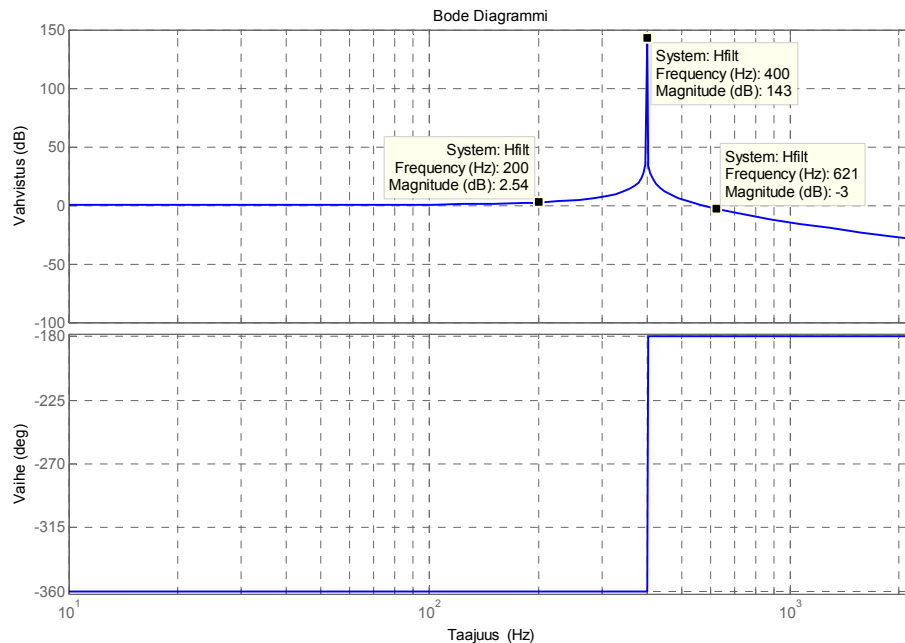 Bode Diagrammi
150
System: Hfilt
Frequency (Hz): 400
Magnitude (dB): 143
100
Vahvistus (dB)
50
System: Hfilt
Frequency (Hz): 200
Magnitude (dB): 2.54
System: Hfilt
Frequency (Hz): 621
Magnitude (dB): -3
0
-50
-100
-180
-225
Vaihe (deg)
-270
-315
-360
10^1
10^2
10^3
Taajuus (Hz)